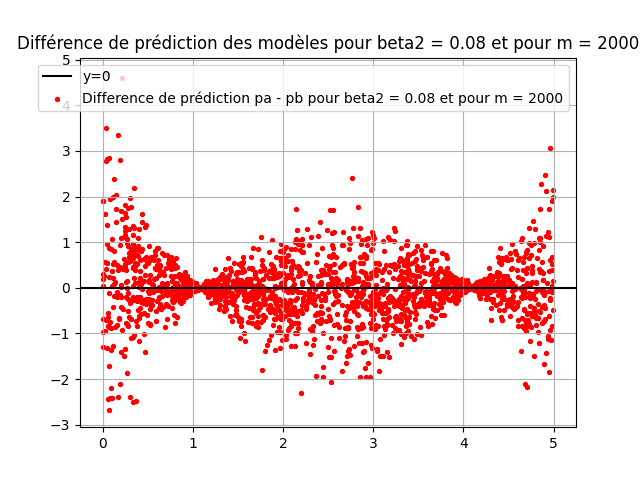 Différence de prédiction des modèles pour beta2 = 0.08 et pour m = 2000
y=0
Difference de prédiction pa - pb pour beta2 = 0.08 et pour m = 2000
5
4
3
2
1
0
−1
−2
−3
0 1 2 3 4 5